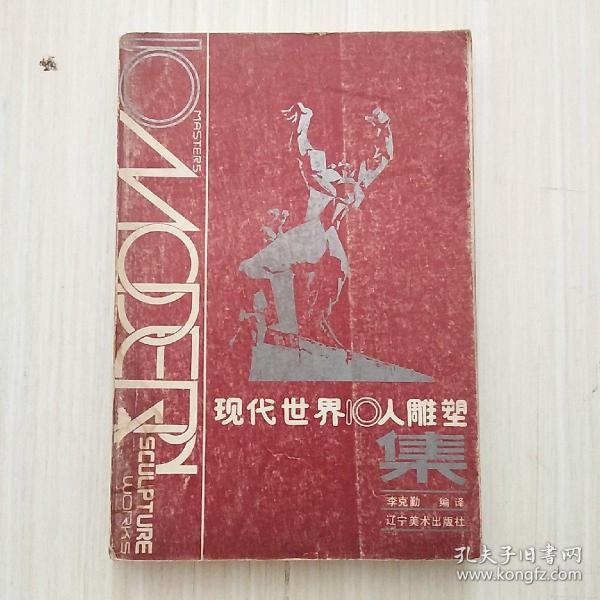 10
MASTERS'
MODERN
SCULPTURE
WORKS
现代世界10人雕塑
集
李克勤 编译
辽宁美术出版社
孔夫子旧书网
www.kongfz.com